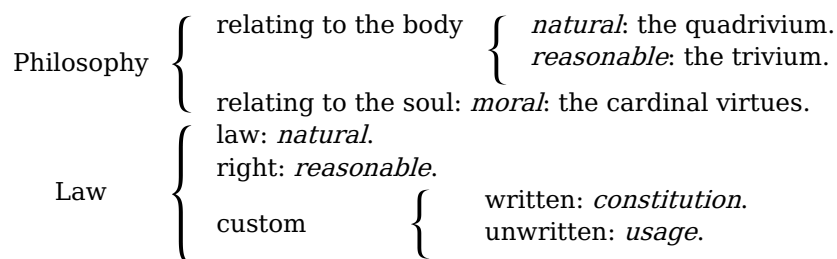 relating to the body
natural: the quadrivium.
reasonable: the trivium.
Philosophy
relating to the soul: moral: the cardinal virtues.
law: natural.
right: reasonable.
Law
custom
written: constitution.
unwritten: usage.